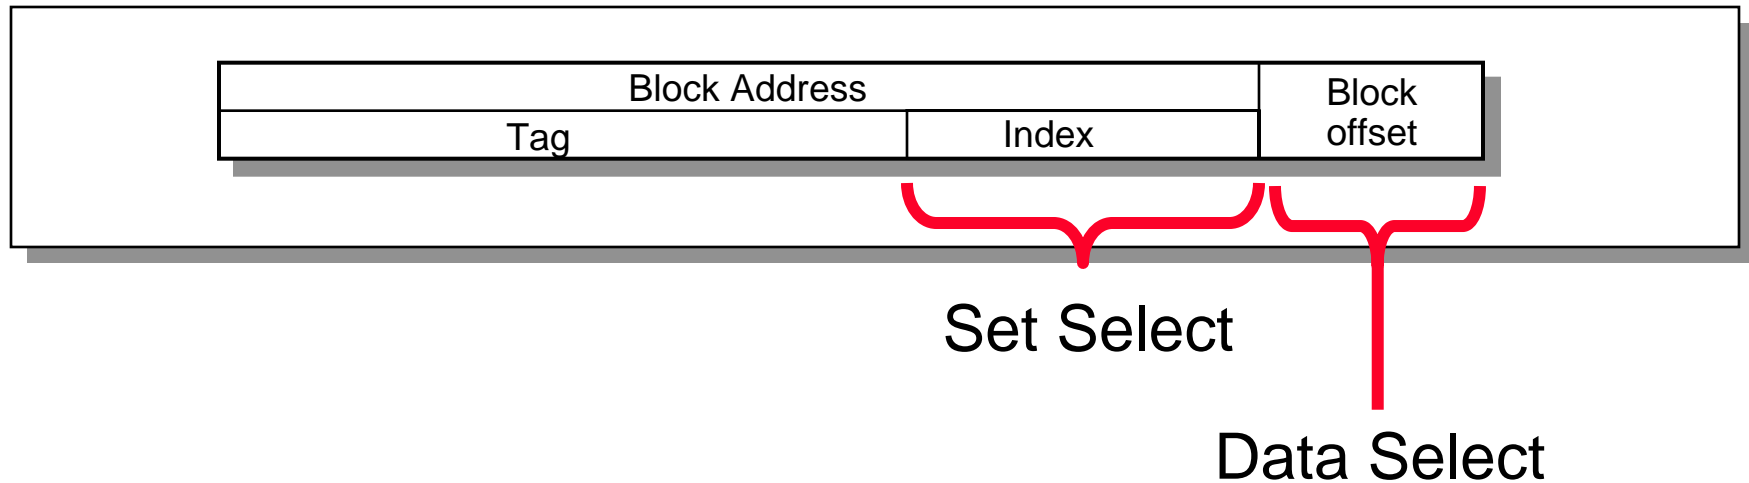 Block Address
Block
offset
Tag
Index
Set Select
Data Select